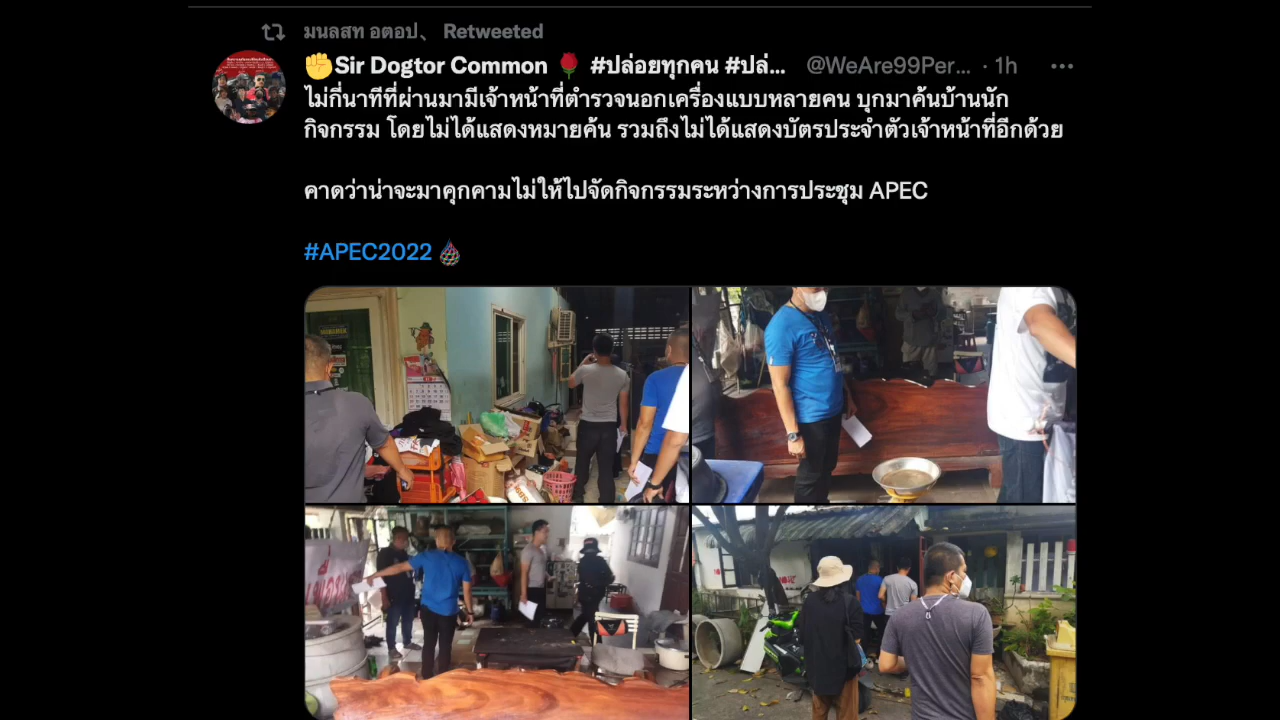 มนลสท อตอป、 Retweeted
✊Sir Dogtor Common 🌹 #ปล่อยทุกคน #ปล่... @WeAre99Per... · 1h
ไม่กี่นาทีที่ผ่านมามีเจ้าหน้าที่ตำรวจนอกเครื่องแบบหลายคน บุกมาค้นบ้านนัก
กิจกรรม โดยไม่ได้แสดงหมายค้น รวมถึงไม่ได้แสดงบัตรประจำตัวเจ้าหน้าที่อีกด้วย
คาดว่าน่าจะมาคุกคามไม่ให้ไปจัดกิจกรรมระหว่างการประชุม APEC
#APEC2022